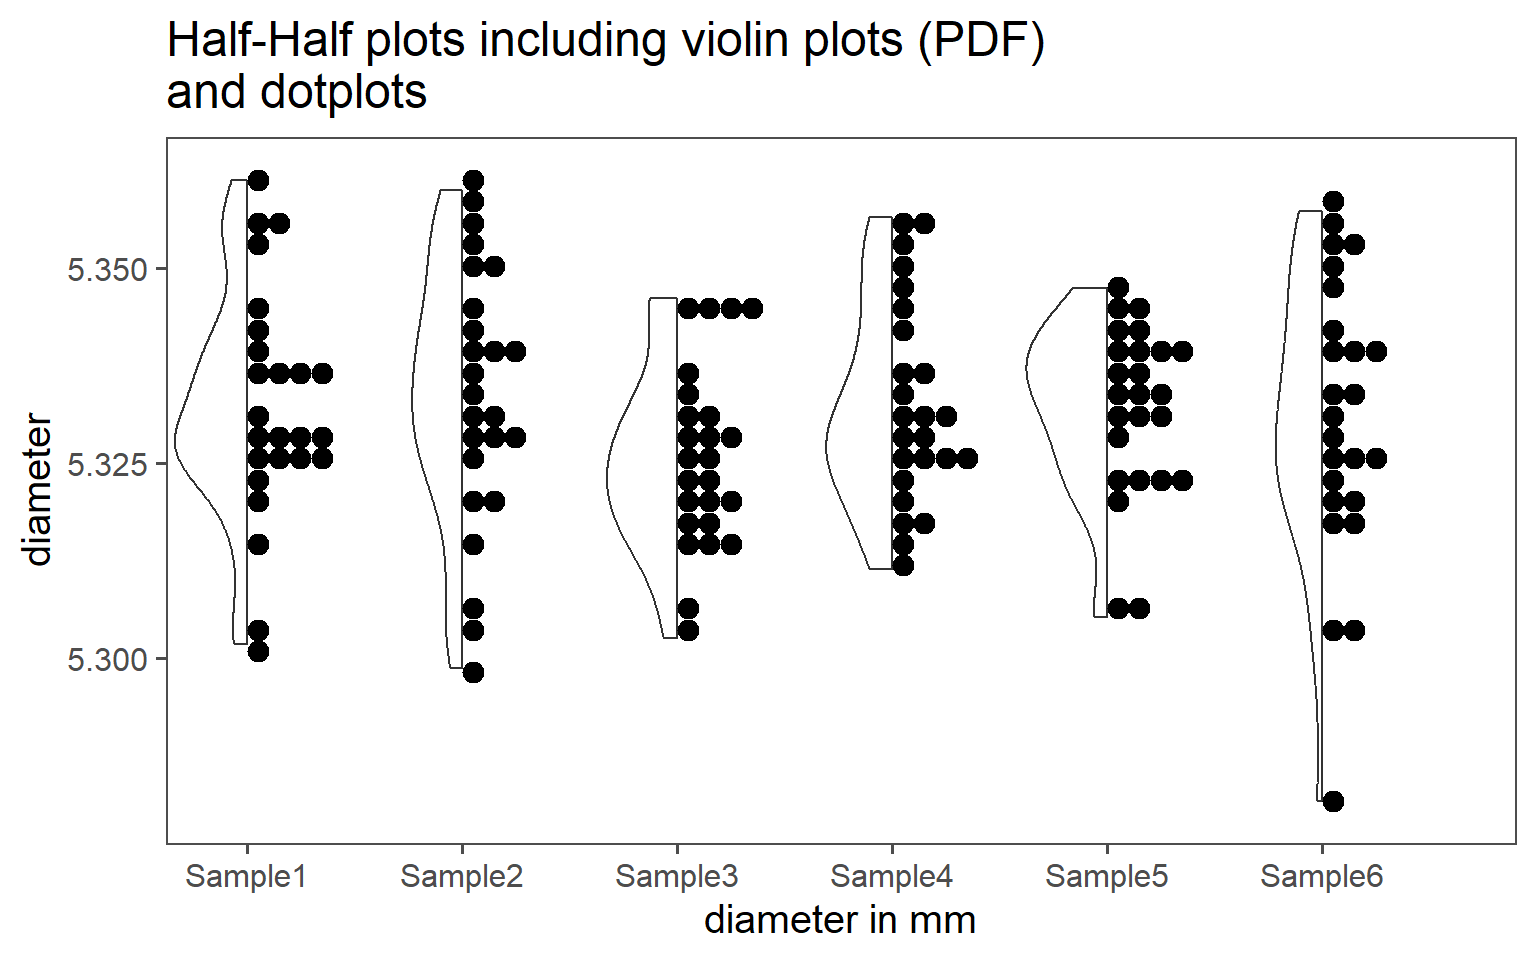 Half-Half plots including violin plots (PDF)
and dotplots
diameter
5.350
5.325
5.300
Sample1 Sample2 Sample3 Sample4 Sample5 Sample6
diameter in mm